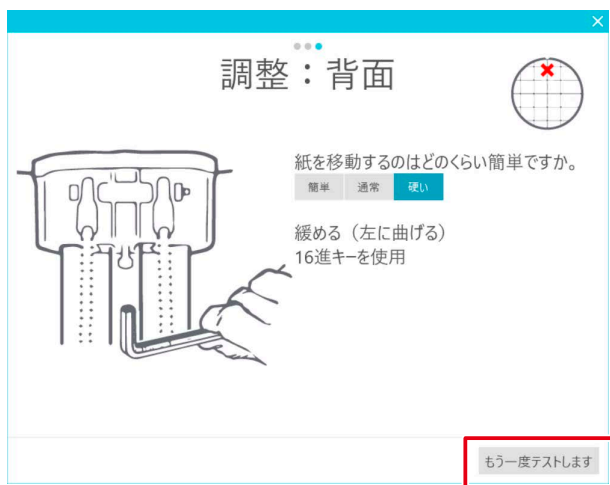 調整：背面
紙を移動するのはどのくらい簡単ですか。
簡単 通常 硬い
緩める（左に曲げる）
16進キーを使用
もう一度テストします